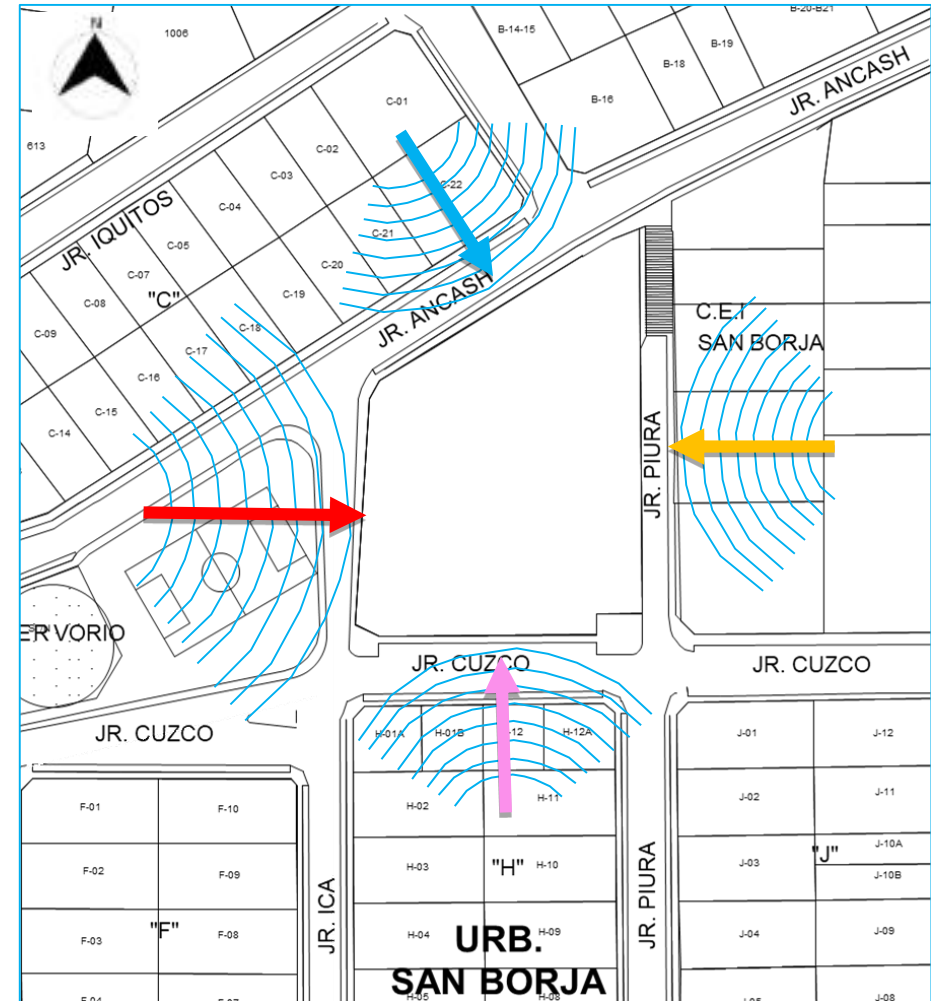 N
1006
B-14-15
B-20-B21
B-19
B-18
B-16
JR. ANCASH
C-01
613
C-02
C-03
C-22
C-04
JR. IQUITOS
C-21
C-05
C-20
C-07
"C"
C-08
C-19
C-09
C-18
JR. ANCASH
C.E.I
SAN BORJA
C-17
C-16
C-15
C-14
JR. PIURA
ERVORIO
JR. CUZCO
JR. CUZCO
JR. CUZCO
H-01A
H-01B
-12
H-12A
J-01
J-12
F-01
F-10
H-02
H-11
J-02
J-11
F-02
F-09
H-03
"H"
H-10
J-03
"J"
J-10A
J-10B
JR. ICA
JR. PIURA
F-03
"F"
F-08
H-04
URB.
H-09
J-04
J-09
SAN BORJA
H-05
H-08
J-08